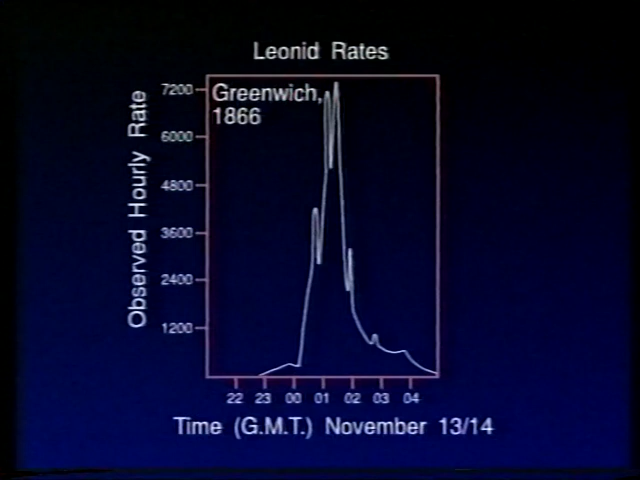 Leonid Rates
Greenwich,
1866
Observed Hourly Rate
7200
6000
4800
3600
2400
1200
22 23 00 01 02 03 04
Time (G.M.T.) November 13/14